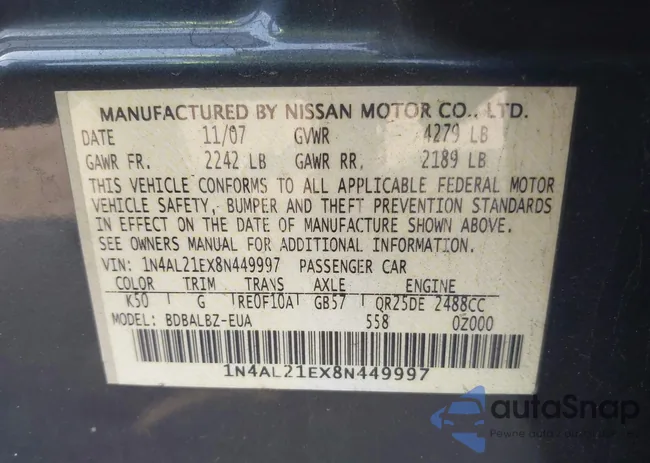 MANUFACTURED BY NISSAN MOTOR CO., LTD.
DATE 11/07 GVWR 4279 LB
GAWR FR. 2242 LB GAWR RR. 2189 LB
THIS VEHICLE CONFORMS TO ALL APPLICABLE FEDERAL MOTOR
VEHICLE SAFETY, BUMPER AND THEFT PREVENTION STANDARDS
IN EFFECT ON THE DATE OF MANUFACTURE SHOWN ABOVE.
SEE OWNERS MANUAL FOR ADDITIONAL INFORMATION
VIN: 1N4AL21EX8N449997 PASSENGER CAR
COLOR TRIM TRANS AXLE ENGINE
K50 G RE0F10A GB57 QR25DE 2488CC
MODEL: BDBALBZ-EUA 558 0Z000
1N4AL21EX8N449997
autoSnap
Pewne auto z